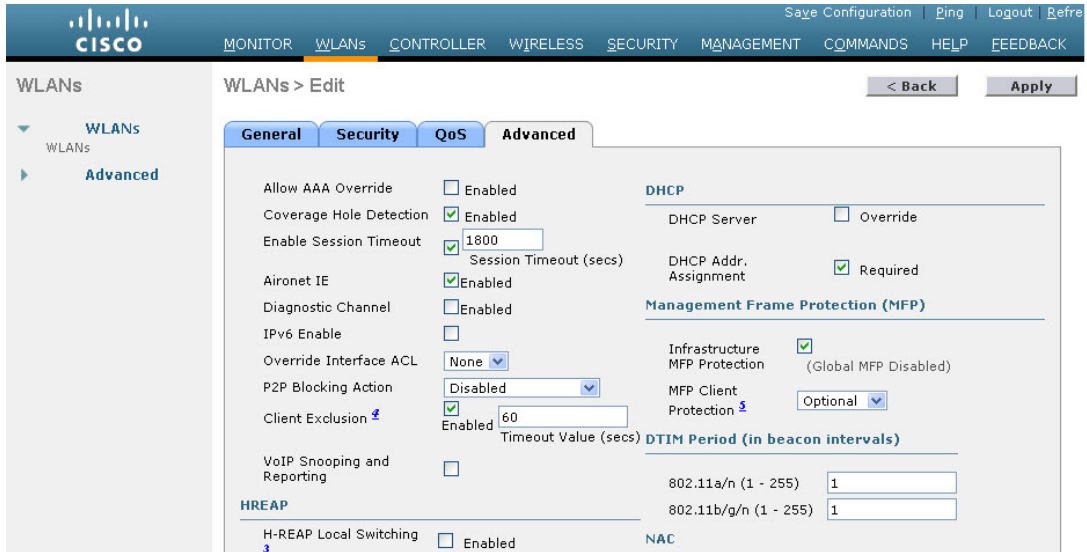 Save Configuration | Ping | Logout | Refre
CISCO
MONITOR WLANs CONTROLLER WIRELESS SECURITY MANAGEMENT COMMANDS HELP FEEDBACK
WLANs
WLANs
WLANs
Advanced
WLANs > Edit
< Back
Apply
General
Security
QoS
Advanced
Allow AAA Override Enabled
Coverage Hole Detection Enabled
Enable Session Timeout 1800
Session Timeout (secs)
Aironet IE Enabled
Diagnostic Channel Enabled
IPv6 Enable
Override Interface ACL None
P2P Blocking Action Disabled
Client Exclusion 4 Enabled 60
Timeout Value (secs)
VoIP Snooping and
Reporting
HREAP
H-REAP Local Switching
3 Enabled
DHCP
DHCP Server Override
DHCP Addr.
Assignment Required
Management Frame Protection (MFP)
Infrastructure
MFP Protection (Global MFP Disabled)
MFP Client
Protection 5 Optional
DTIM Period (in beacon intervals)
802.11a/n (1 - 255) 1
802.11b/g/n (1 - 255) 1
NAC